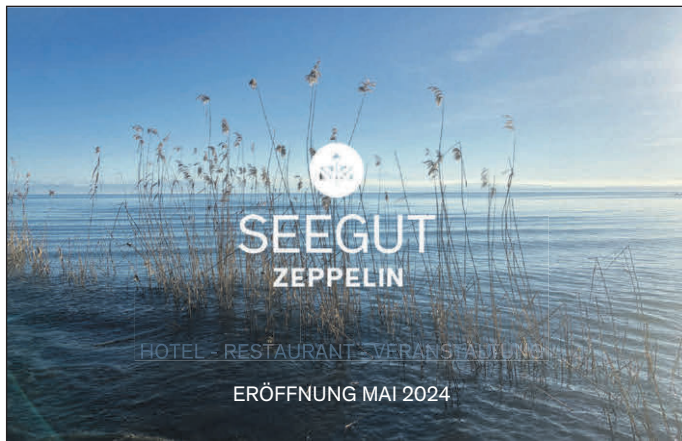 SEEGUT
ZEPPELIN
HOTEL - RESTAURANT - VERANSTALTUNG
ERÖFFNUNG MAI 2024